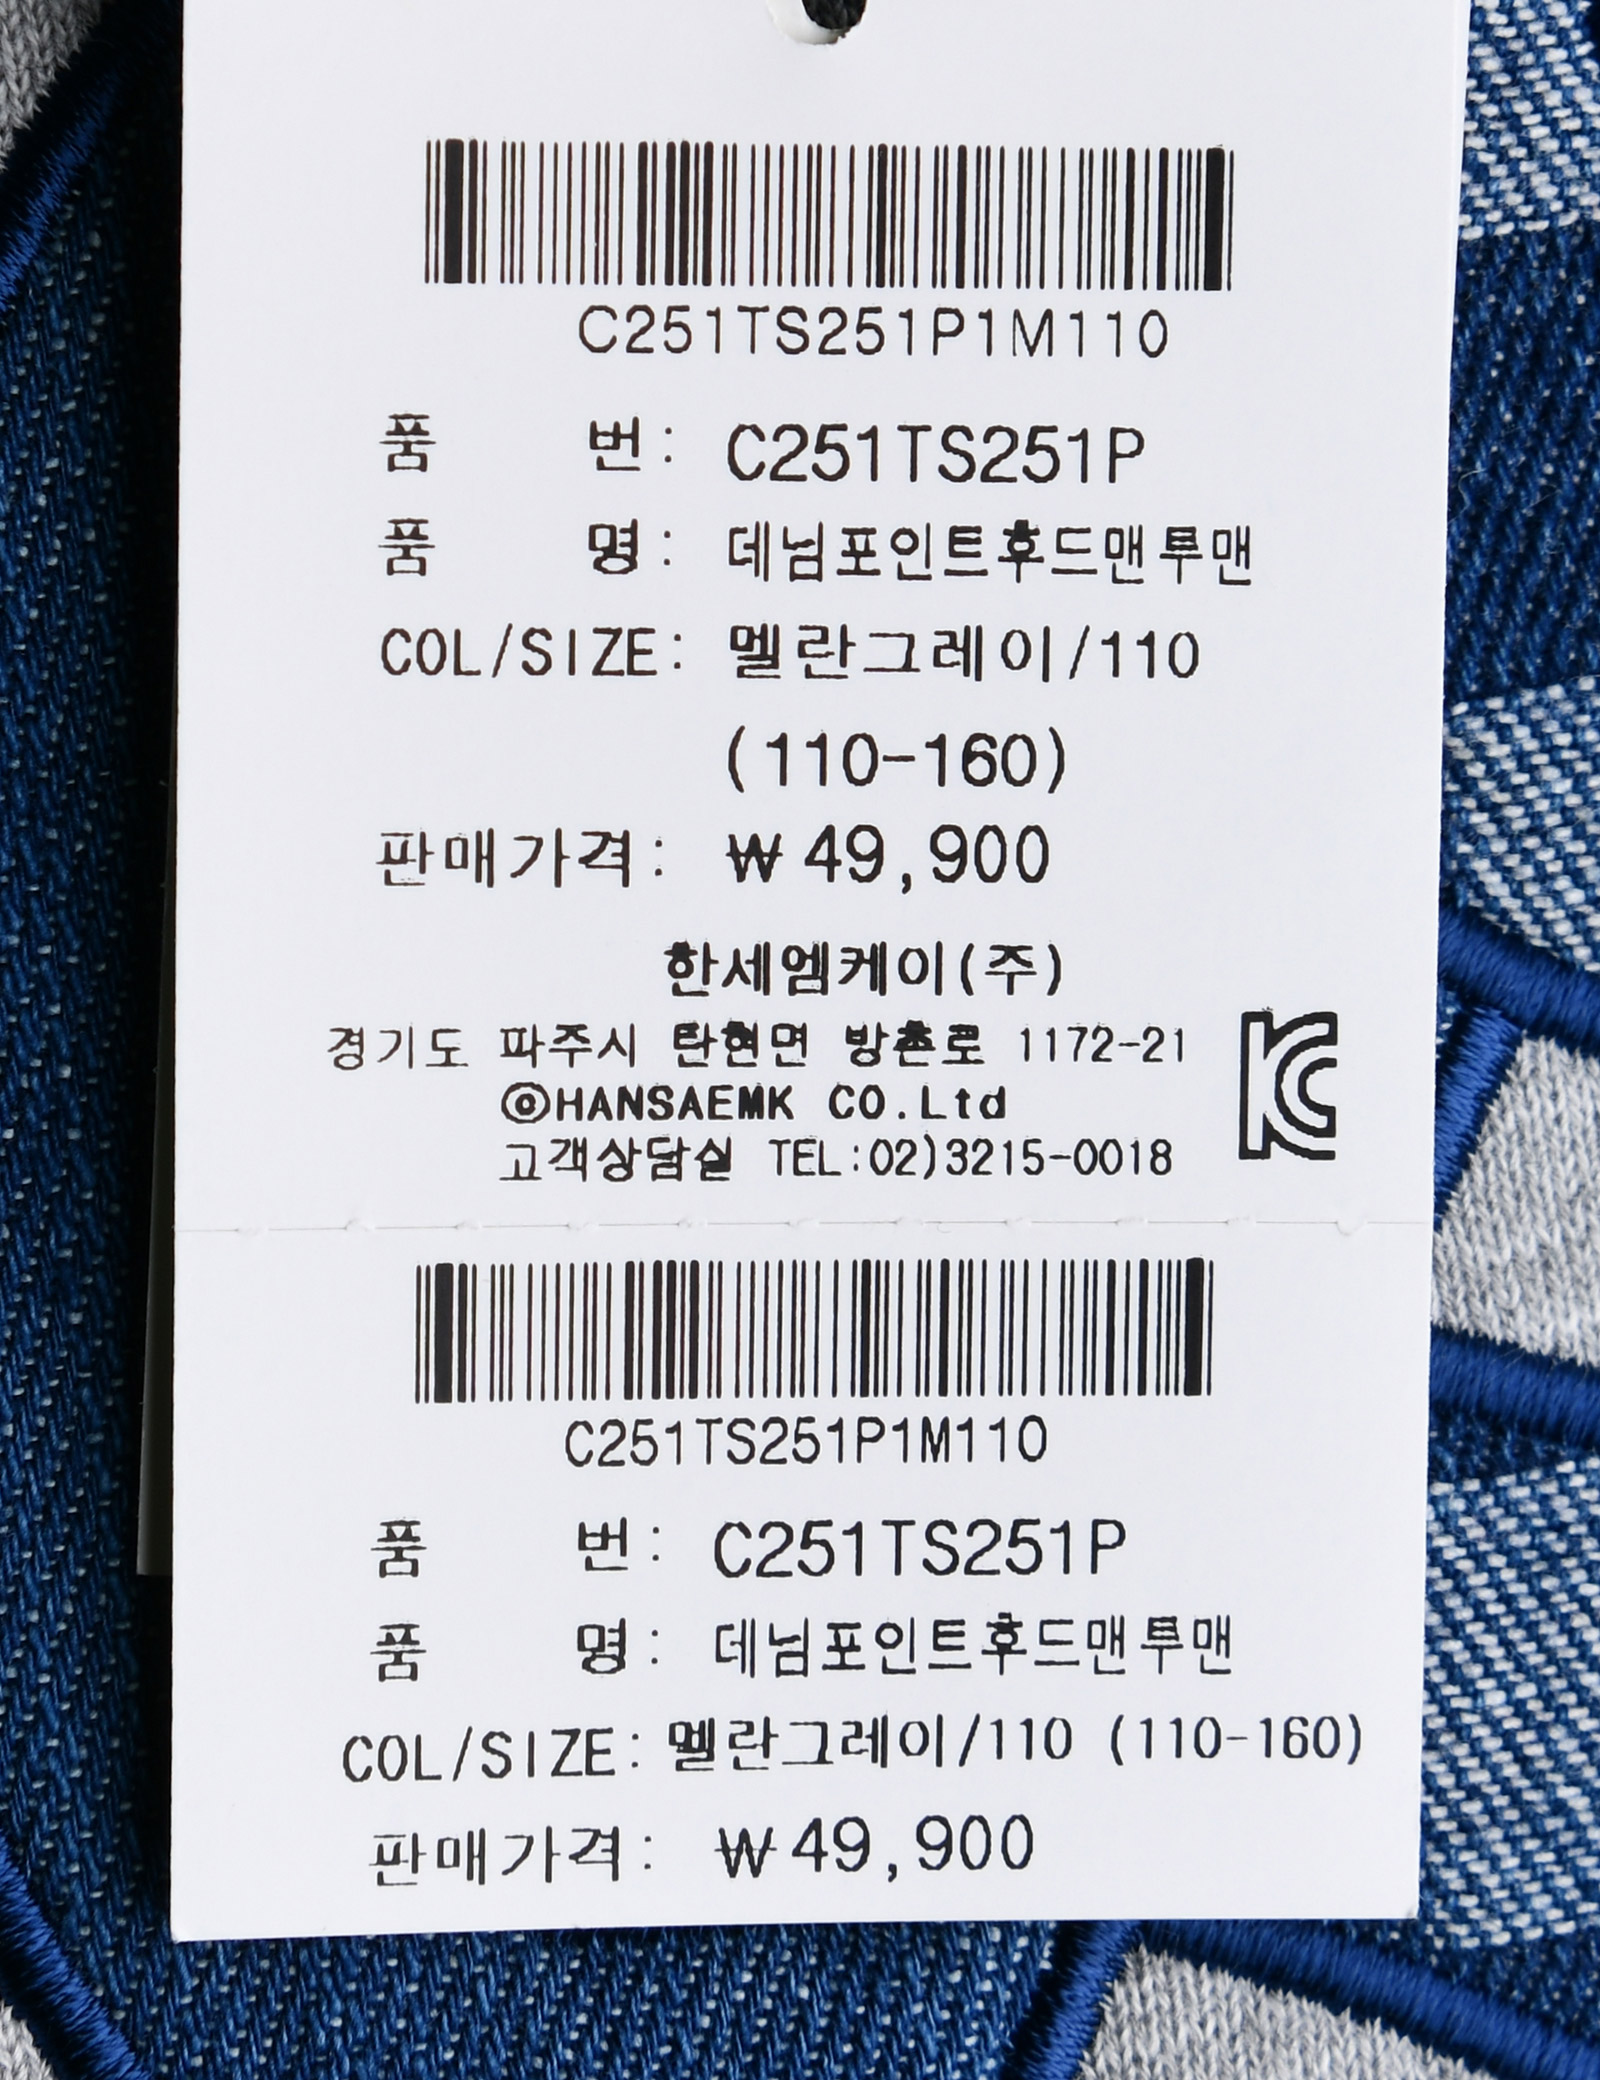 C251TS251P1M110
품 번: C251TS251P
품 명: 데님포인트후드맨투맨
COL/SIZE: 멜란그레이/110
(110-160)
판매가격: ₩49,900
한세엠케이(주)
경기도 파주시 탄현면 방촌로 1172-21
©HANSAEMK CO.Ltd
고객상담실 TEL:02)3215-0018
KC
C251TS251P1M110
품 번: C251TS251P
품 명: 데님포인트후드맨투맨
COL/SIZE: 멜란그레이/110 (110-160)
판매가격: ₩49,900